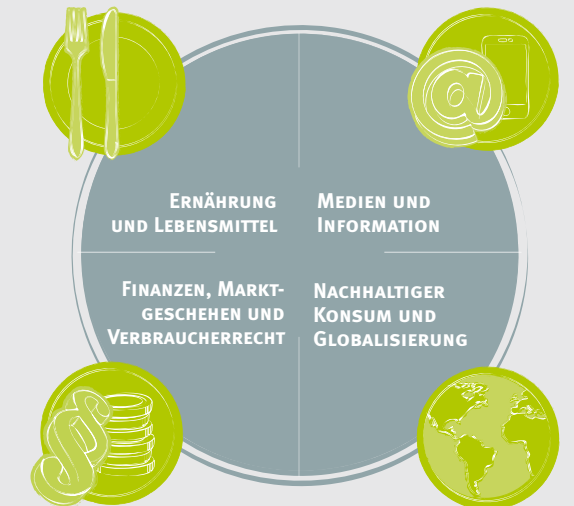 Ernährung
und Lebensmittel
Medien und
Information
Finanzen, Markt-
geschehen und
Verbraucherrecht
Nachhaltiger
Konsum und
Globalisierung
@
§